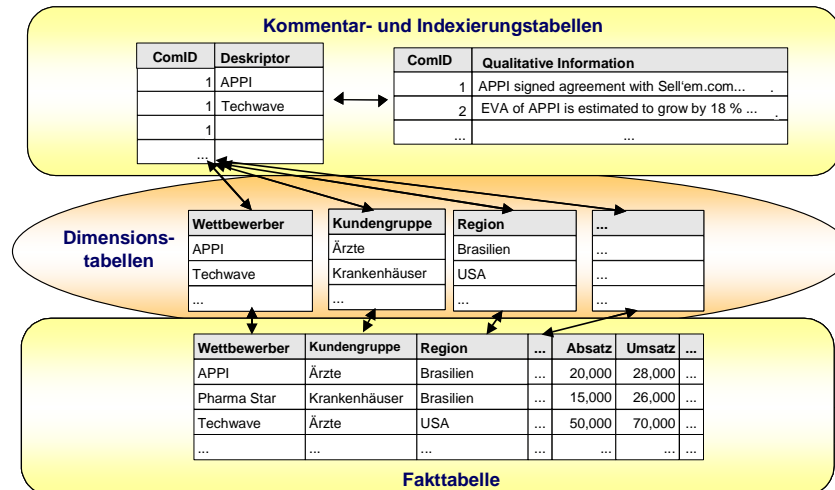 Kommentar- und Indexierungstabellen
ComID Deskriptor
1 APPI
1 Techwave
1
...
ComID Qualitative Information
1 APPI signed agreement with Sell'em.com... .
2 EVA of APPI is estimated to grow by 18 % ... .
... ...
Dimensions-
tabellen
Wettbewerber
APPI
Techwave
...
Kundengruppe
Ärzte
Krankenhäuser
...
Region
Brasilien
USA
...
...
...
...
...
Wettbewerber Kundengruppe Region ... Absatz Umsatz ...
APPI Ärzte Brasilien ... 20,000 28,000 ...
Pharma Star Krankenhäuser Brasilien ... 15,000 26,000 ...
Techwave Ärzte USA ... 50,000 70,000 ...
... ... ... ... ... ... ...
Fakttabelle